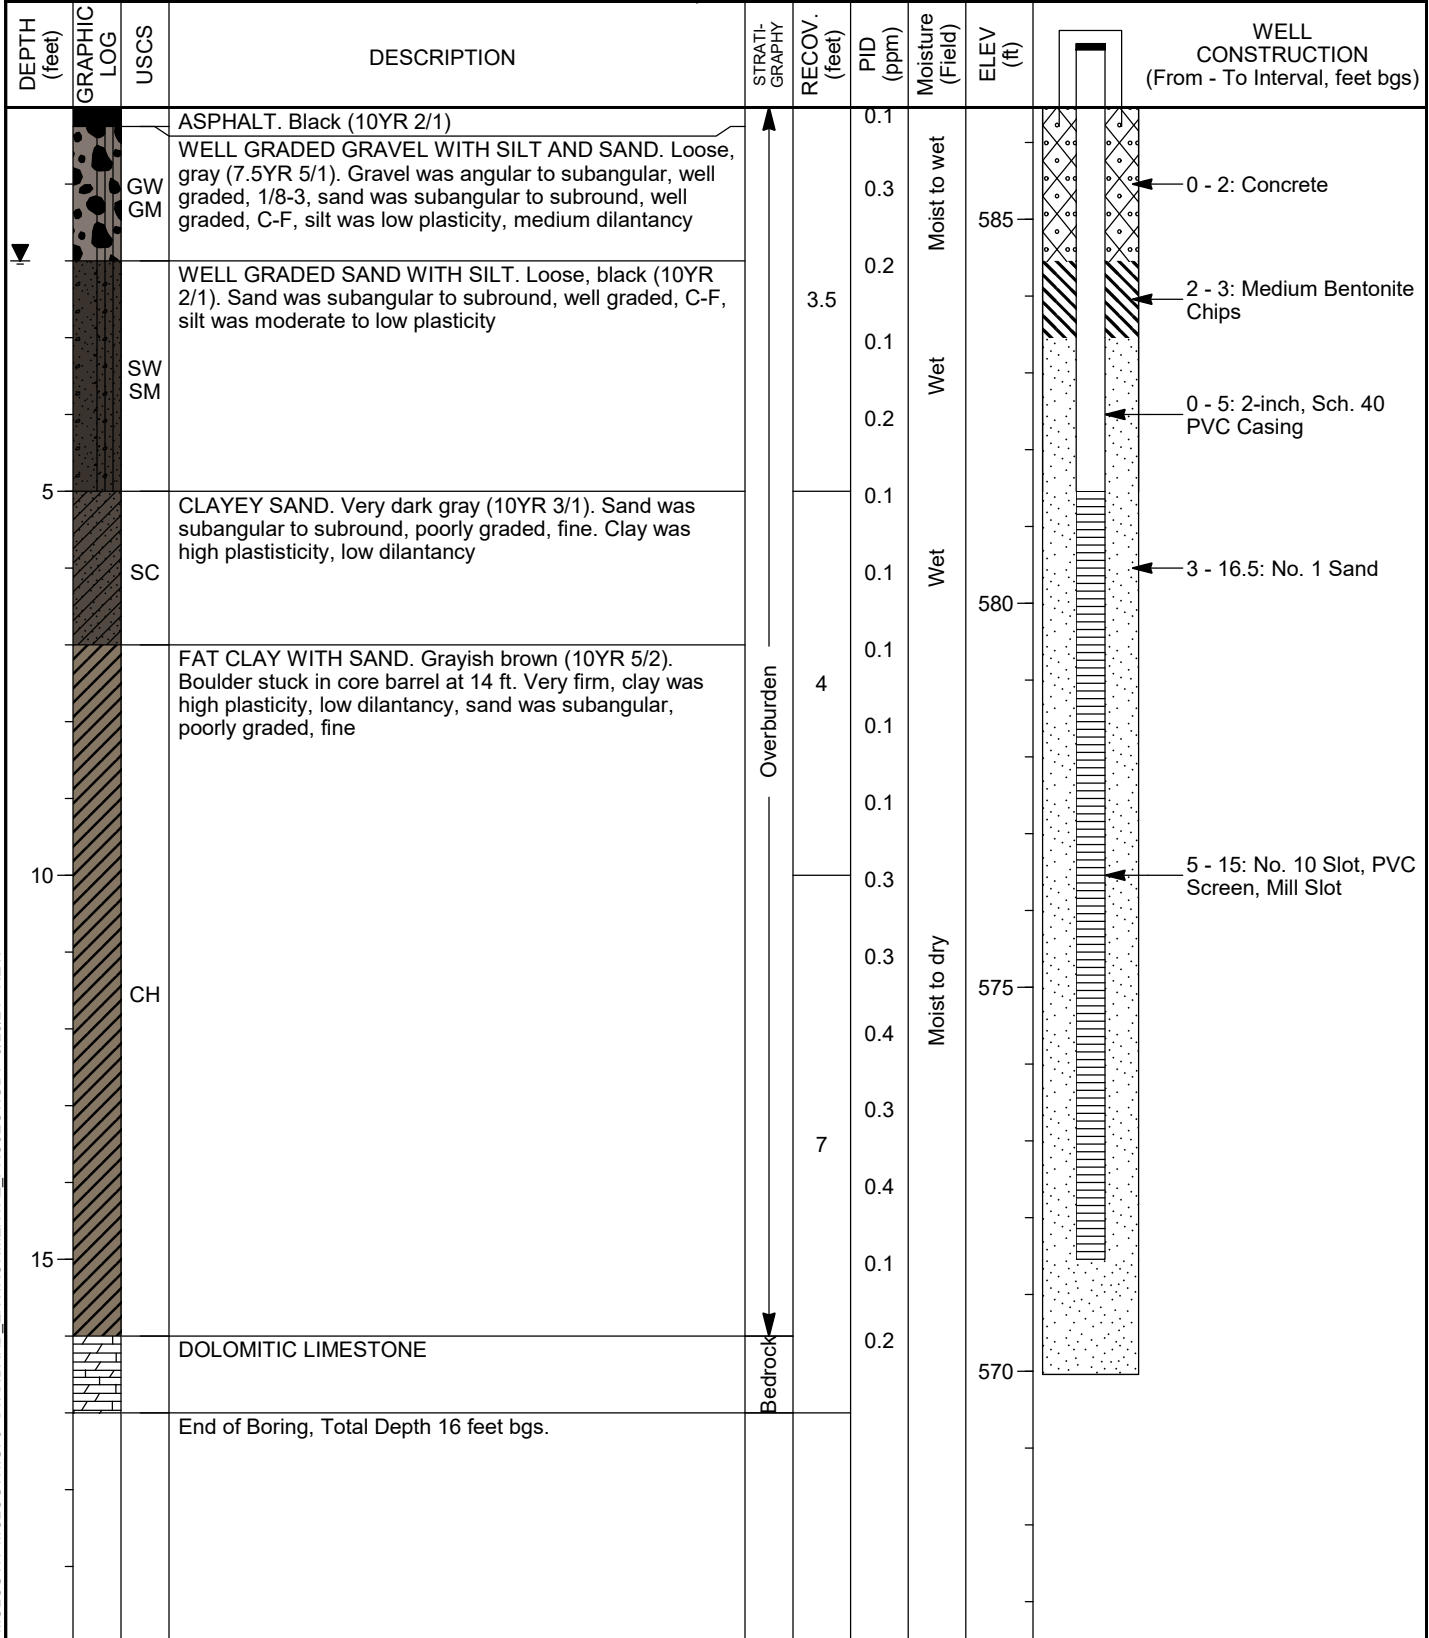 DEPTH
(feet)
GRAPHIC
LOG
USCS
DESCRIPTION
STRATI-
GRAPHY
RECOV.
(feet)
PID
(ppm)
Moisture
(Field)
ELEV
(ft)
WELL
CONSTRUCTION
(From - To Interval, feet bgs)
ASPHALT. Black (10YR 2/1)
0.1
GW
GM
WELL GRADED GRAVEL WITH SILT AND SAND. Loose,
gray (7.5YR 5/1). Gravel was angular to subangular, well
graded, 1/8-3, sand was subangular to subround, well
graded, C-F, silt was low plasticity, medium dilantancy
0.3
Moist to wet
585
0 - 2: Concrete
0.2
SW
SM
WELL GRADED SAND WITH SILT. Loose, black (10YR
2/1). Sand was subangular to subround, well graded, C-F,
silt was moderate to low plasticity
3.5
2 - 3: Medium Bentonite
Chips
0.1
Wet
0.2
0 - 5: 2-inch, Sch. 40
PVC Casing
5
SC
CLAYEY SAND. Very dark gray (10YR 3/1). Sand was
subangular to subround, poorly graded, fine. Clay was
high plastisticity, low dilantancy
0.1
0.1
Wet
580
3 - 16.5: No. 1 Sand
CH
FAT CLAY WITH SAND. Grayish brown (10YR 5/2).
Boulder stuck in core barrel at 14 ft. Very firm, clay was
high plasticity, low dilantancy, sand was subangular,
poorly graded, fine
Overburden
4
0.1
0.1
0.1
10
0.3
5 - 15: No. 10 Slot, PVC
Screen, Mill Slot
0.3
Moist to dry
575
0.4
0.3
7
0.4
15
0.1
DOLOMITIC LIMESTONE
Bedrock
0.2
570
End of Boring, Total Depth 16 feet bgs.